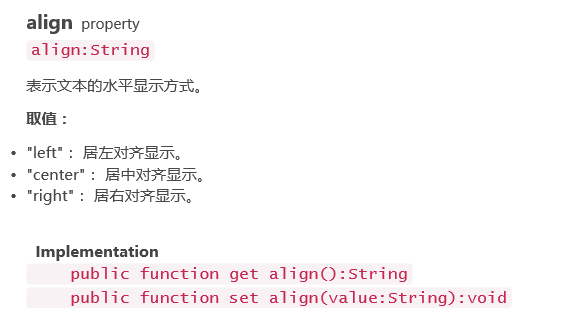 align property
align:String
表示文本的水平显示方式。
取值：
• "left" ： 居左对齐显示。
• "center" ： 居中对齐显示。
• "right" ： 居右对齐显示。
Implementation
public function get align():String
public function set align(value:String):void